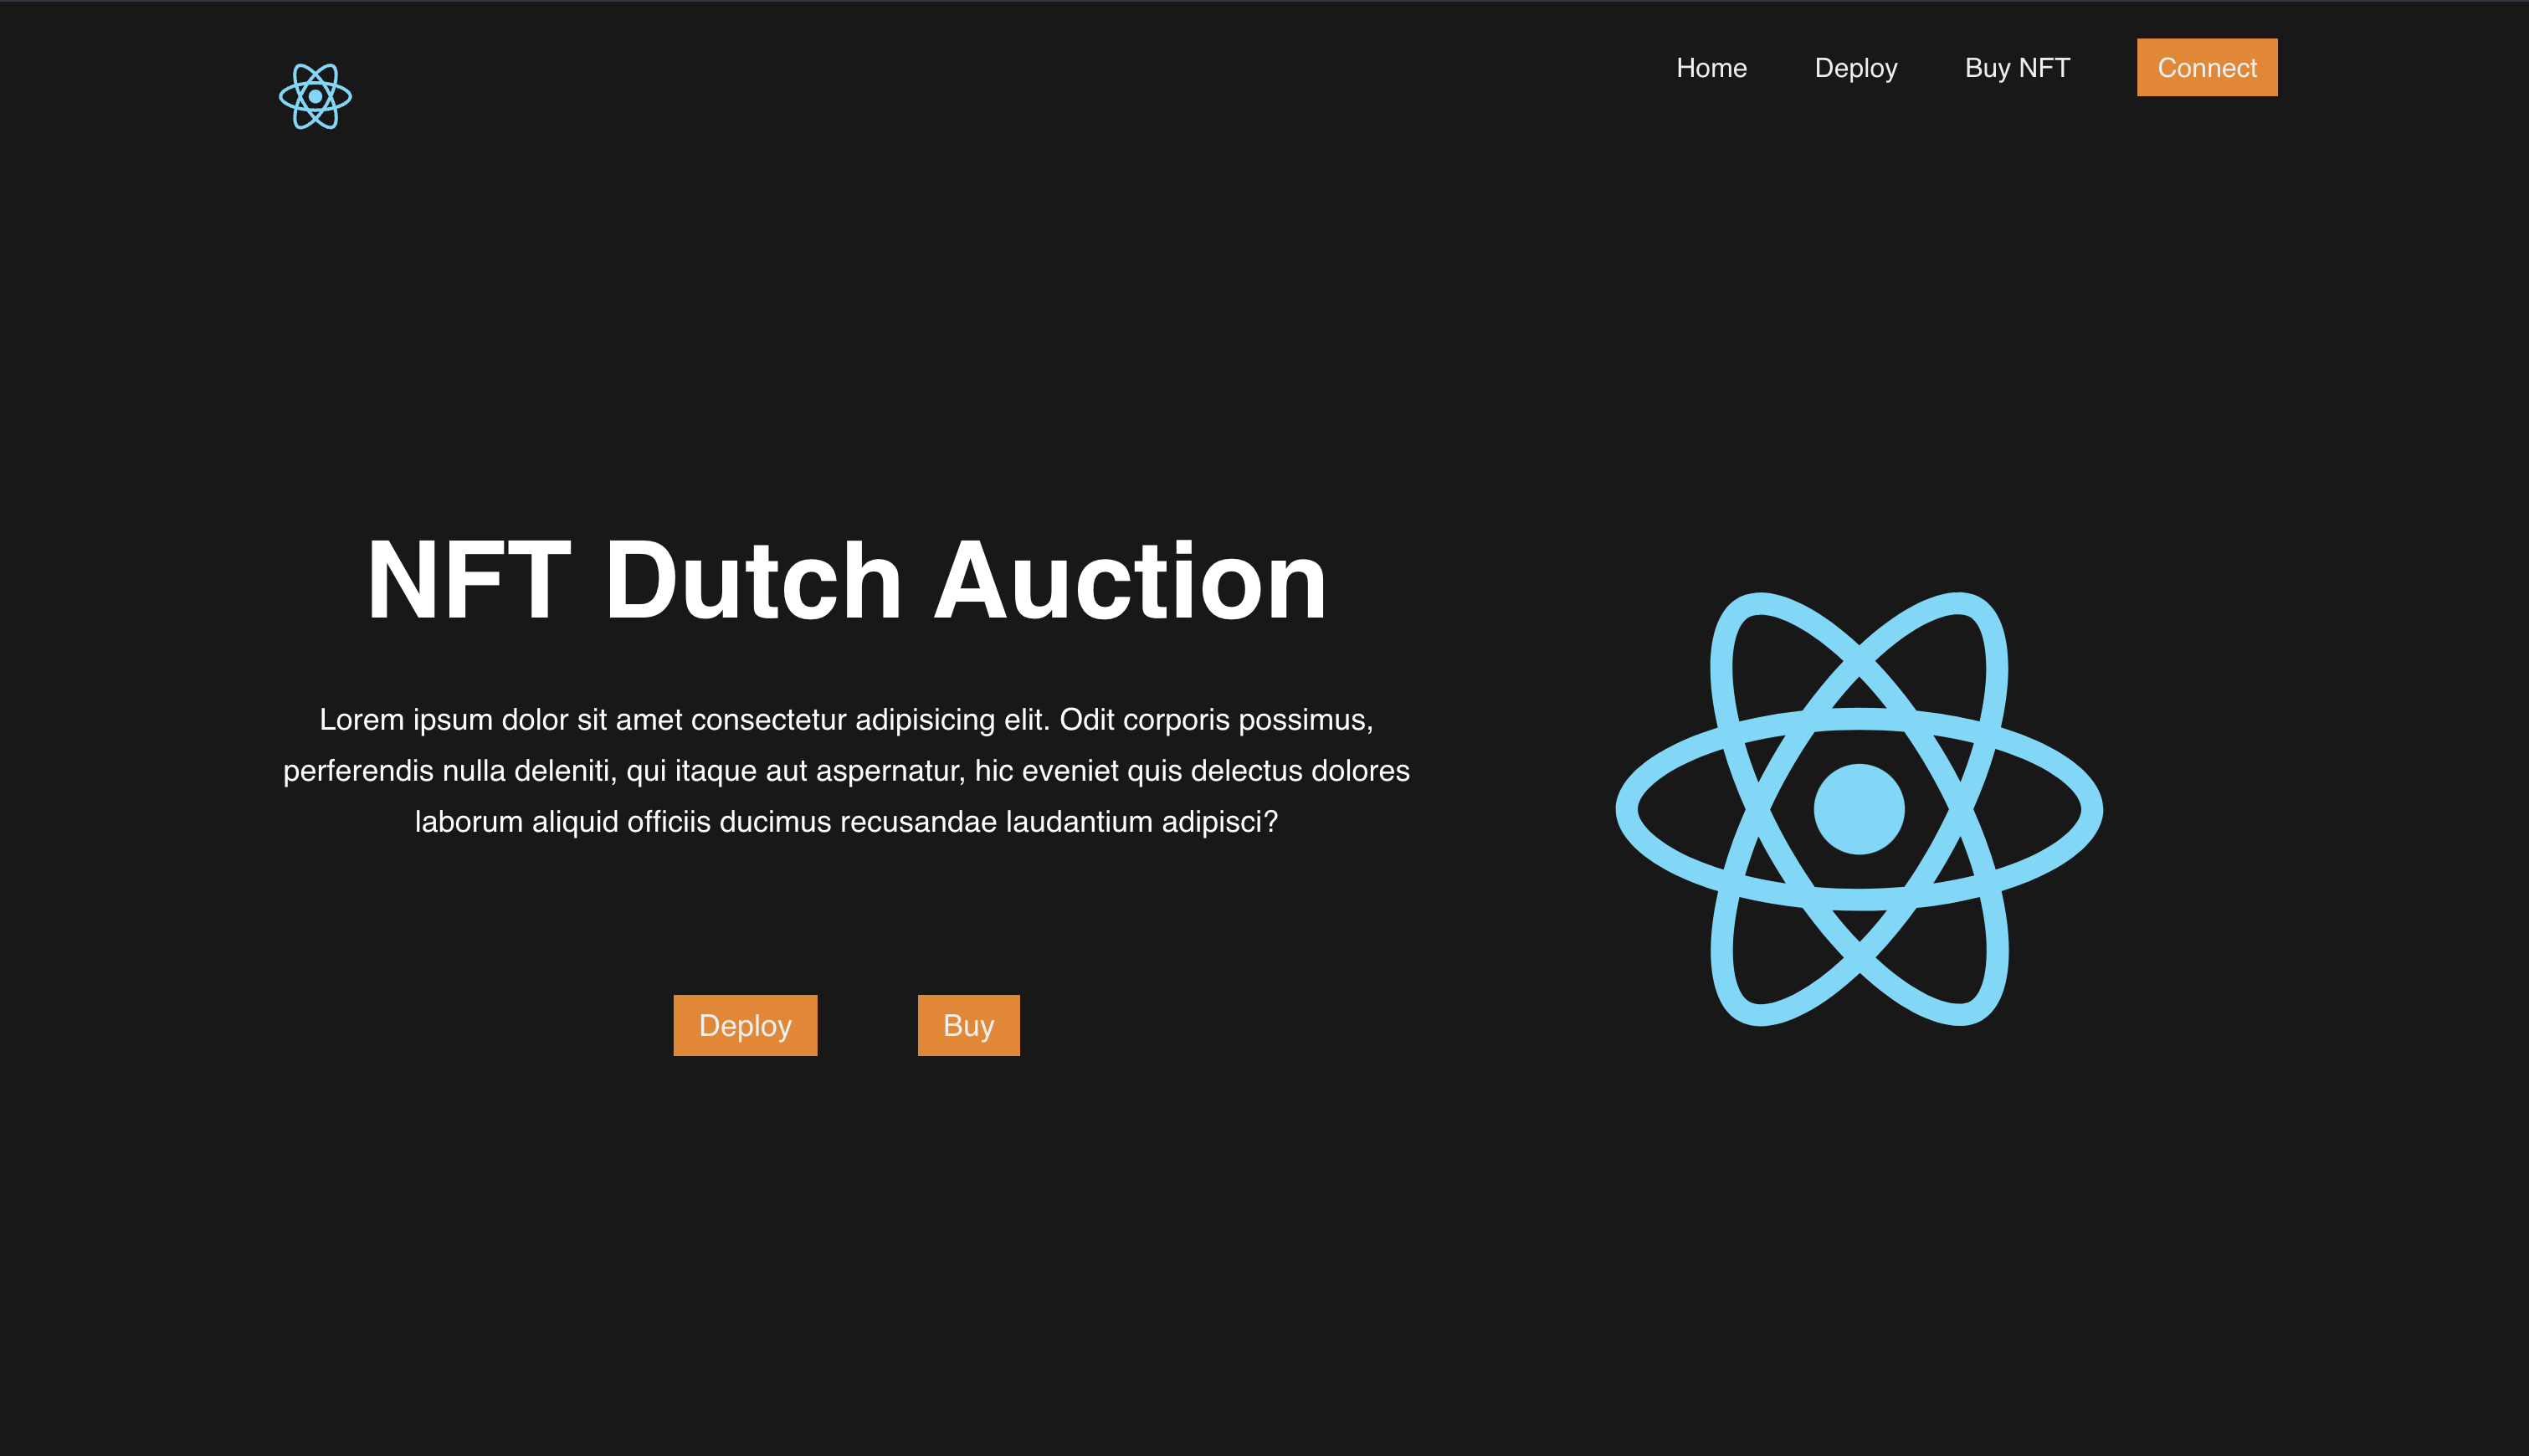 Home Deploy Buy NFT Connect
NFT Dutch Auction
Lorem ipsum dolor sit amet consectetur adipisicing elit. Odit corporis possimus,
perferendis nulla deleniti, qui itaque aut aspernatur, hic eveniet quis delectus dolores
laborum aliquid officiis ducimus recusandae laudantium adipisci?
Deploy Buy